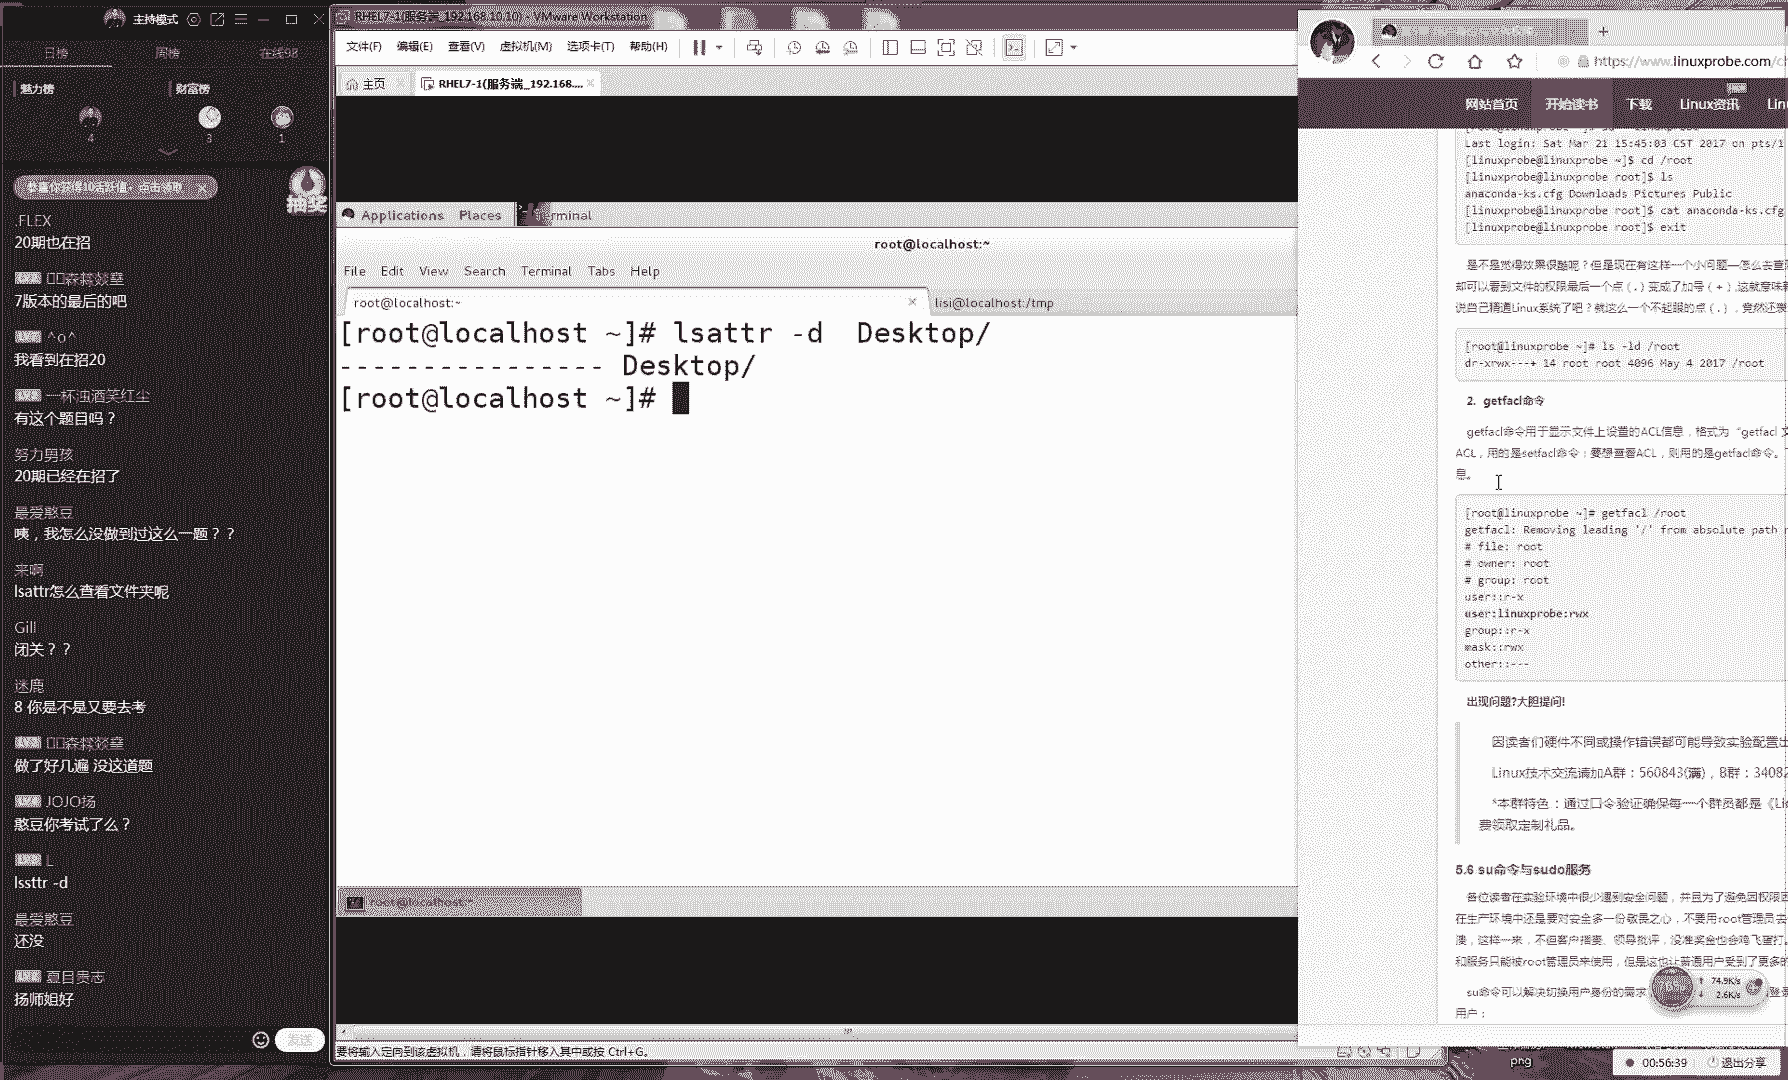 主持模式
日榜 周榜 在线98
魅力榜 财富榜
4 3 1
抽奖
.FLEX
20期也在招
7版本的最后的吧
^o^
我看到在招20
一杯浊酒笑红尘
有这个题目吗？
努力男孩
20期已经在招了
最爱憨豆
咦，我怎么没做到过这么一题？？
来啊
lsattr怎么查看文件夹呢
Gill
闭关？？
迷鹿
8 你是不是又要去考
做了好几遍 没这道题
JOJO扬
憨豆你考试了么？
L
lssttr -d
最爱憨豆
还没
夏目贵志
扬师姐好
发送
RHEL7-1(服务端_192.168.10.10) - VMware Workstation
文件(F) 编辑(E) 查看(V) 虚拟机(M) 选项卡(T) 帮助(H)
主页 RHEL7-1(服务端_192.168....
Applications Places Terminal
root@localhost:~
File Edit View Search Terminal Tabs Help
root@localhost:~ lisi@localhost:/tmp
[root@localhost ~]# lsattr -d  Desktop/
---------------- Desktop/
[root@localhost ~]#
root@localhost:~
要将输入定向到该虚拟机，请将鼠标指针移入其中或按 Ctrl+G。
https://www.linuxprobe.com/ch
网站首页 开始读书 下载 Linux资讯 Lin
Last login: Sat Mar 21 15:45:03 CST 2017 on pts/1
[linuxprobe@linuxprobe ~]$ cd /root
[linuxprobe@linuxprobe root]$ ls
anaconda-ks.cfg Downloads Pictures Public
[linuxprobe@linuxprobe root]$ cat anaconda-ks.cfg
[linuxprobe@linuxprobe root]$ exit
是不是觉得效果很酷呢？但是现在有这样一个小问题—怎么去查
却可以看到文件的权限最后一个点（.）变成了加号（+）,这就意味
说自己精通Linux系统了吧？就这么一个不起眼的点（.），竟然还
[root@linuxprobe ~]# ls -ld /root
dr-xrwx---+ 14 root root 4096 May 4 2017 /root
2. getfacl命令
getfacl命令用于显示文件上设置的ACL信息，格式为“getfacl 文
ACL，用的是setfacl命令；要想查看ACL，则用的是getfacl命令。
息。
[root@linuxprobe ~]# getfacl /root
getfacl: Removing leading '/' from absolute path
# file: root
# owner: root
# group: root
user::r-x
user:linuxprobe:rwx
group::r-x
mask::rwx
other::---
出现问题?大胆提问!
因读者们硬件不同或操作错误都可能导致实验配置出
Linux技术交流请加A群：560843(满)，B群：34082
*本群特色：通过口令验证确保每一个群员都是《Li
费领取定制礼品。
5.6 su命令与sudo服务
各位读者在实验环境中很少遇到安全问题，并且为了避免因权限因
在生产环境中还是要对安全多一份敬畏之心，不要用root管理员去
漫，这样一来，不但客户指责、领导批评，没准奖金也会鸡飞蛋打。
和服务只能被root管理员来使用，但是这也让普通用户受到了更多的
su命令可以解决切换用户身份的需求
用户：
74.9K/s
2.6K/s
png
00:56:39 退出分享